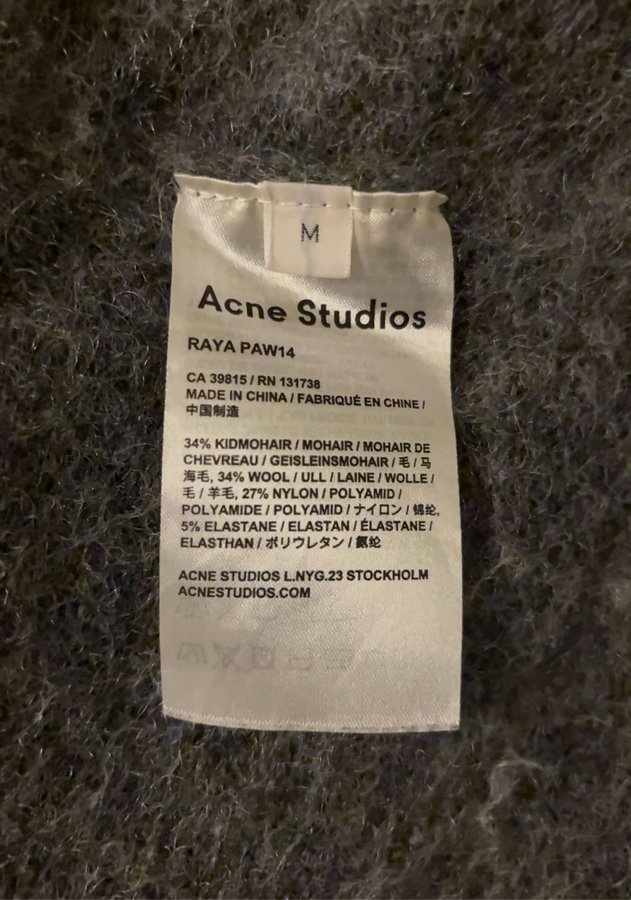 M
Acne Studios
RAYA PAW14
CA 39815 / RN 131738
MADE IN CHINA / FABRIQUÉ EN CHINE /
中国制造
34% KIDMOHAIR / MOHAIR / MOHAIR DE
CHEVREAU / GEISLEINSMOHAIR / 毛 / 马
海毛, 34% WOOL / ULL / LAINE / WOLLE /
毛 / 羊毛, 27% NYLON / POLYAMID /
POLYAMIDE / POLYAMID / ナイロン / 锦纶,
5% ELASTANE / ELASTAN / ÉLASTANE /
ELASTHAN / ポリウレタン / 氨纶
ACNE STUDIOS L.NYG.23 STOCKHOLM
ACNESTUDIOS.COM